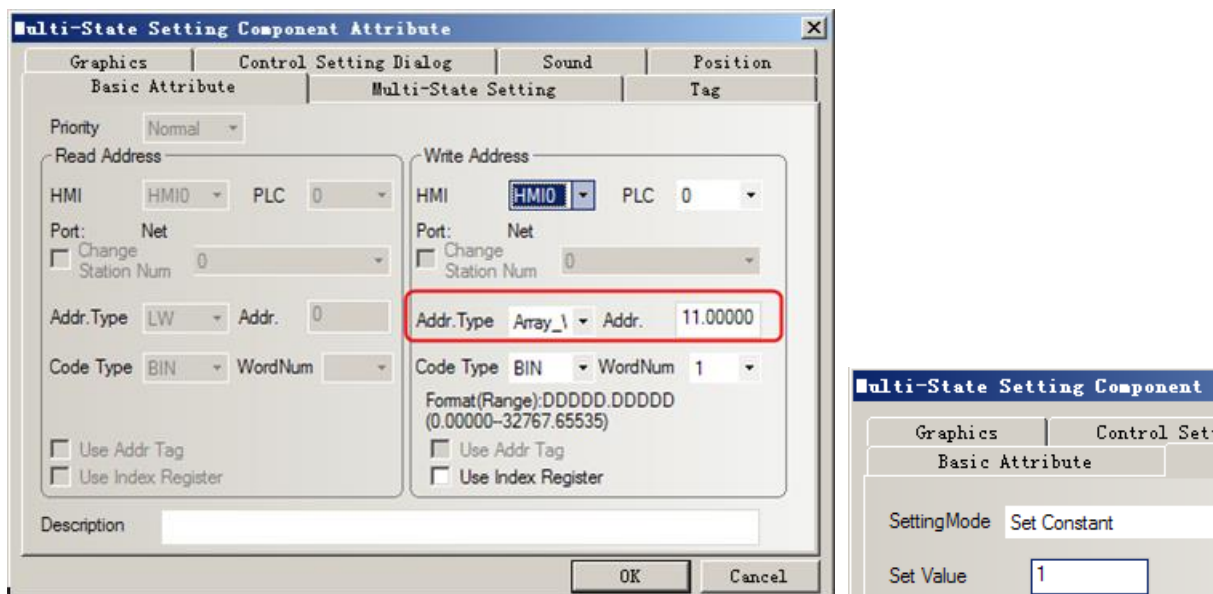 Multi-State Setting Component Attribute
Graphics Control Setting Dialog Sound Position
Basic Attribute Multi-State Setting Tag
Priority Normal
Read Address
HMI HMI0 PLC 0
Port: Net
Change Station Num 0
Addr.Type LW Addr. 0
Code Type BIN WordNum
Use Addr Tag
Use Index Register
Write Address
HMI HMI0 PLC 0
Port: Net
Change Station Num 0
Addr.Type Array_\ Addr. 11.00000
Code Type BIN WordNum 1
Format(Range):DDDDD.DDDDD
(0.00000--32767.65535)
Use Addr Tag
Use Index Register
Description
OK Cancel
Multi-State Setting Component
Graphics Control Set
Basic Attribute
SettingMode Set Constant
Set Value 1